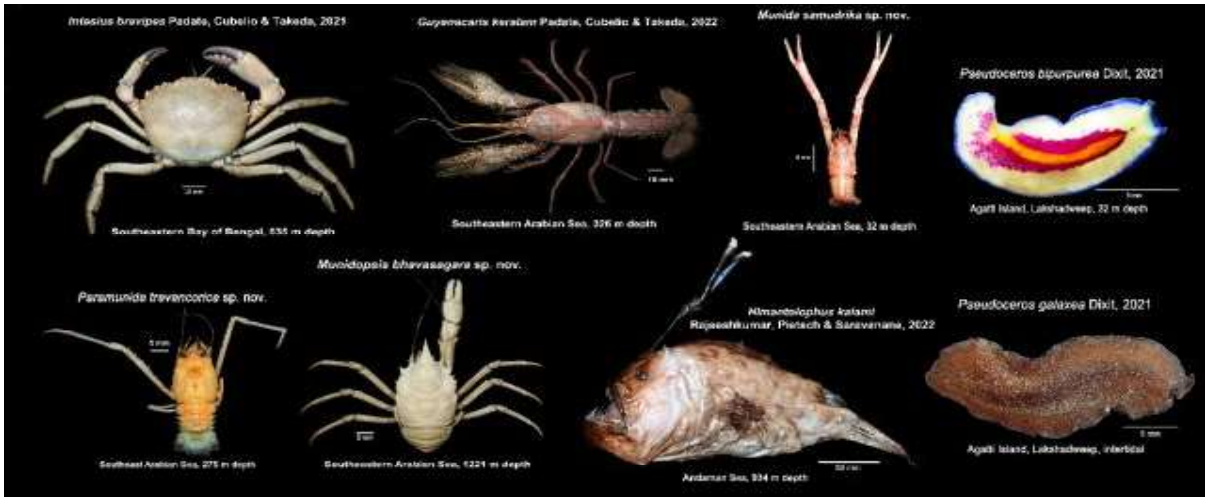 Intesius brevipes Padate, Cubelio & Takeda, 2021
Southeastern Bay of Bengal, 535 m depth
Guyanacaris keralam Padate, Cubelio & Takeda, 2022
10 mm
Southeastern Arabian Sea, 326 m depth
Munida samudrika sp. nov.
Southeastern Arabian Sea, 32 m depth
Pseudoceros bipurpurea Dixit, 2021
Agatti Island, Lakshadweep, 32 m depth
Paramunida travancorica sp. nov.
5 mm
Southeast Arabian Sea, 275 m depth
Munidopsis bhavasagara sp. nov.
Southeastern Arabian Sea, 1221 m depth
Himantolophus kalami
Rajeeshkumar, Pietsch & Saravanane, 2022
Andaman Sea, 934 m depth
Pseudoceros galaxea Dixit, 2021
Agatti Island, Lakshadweep, intertidal